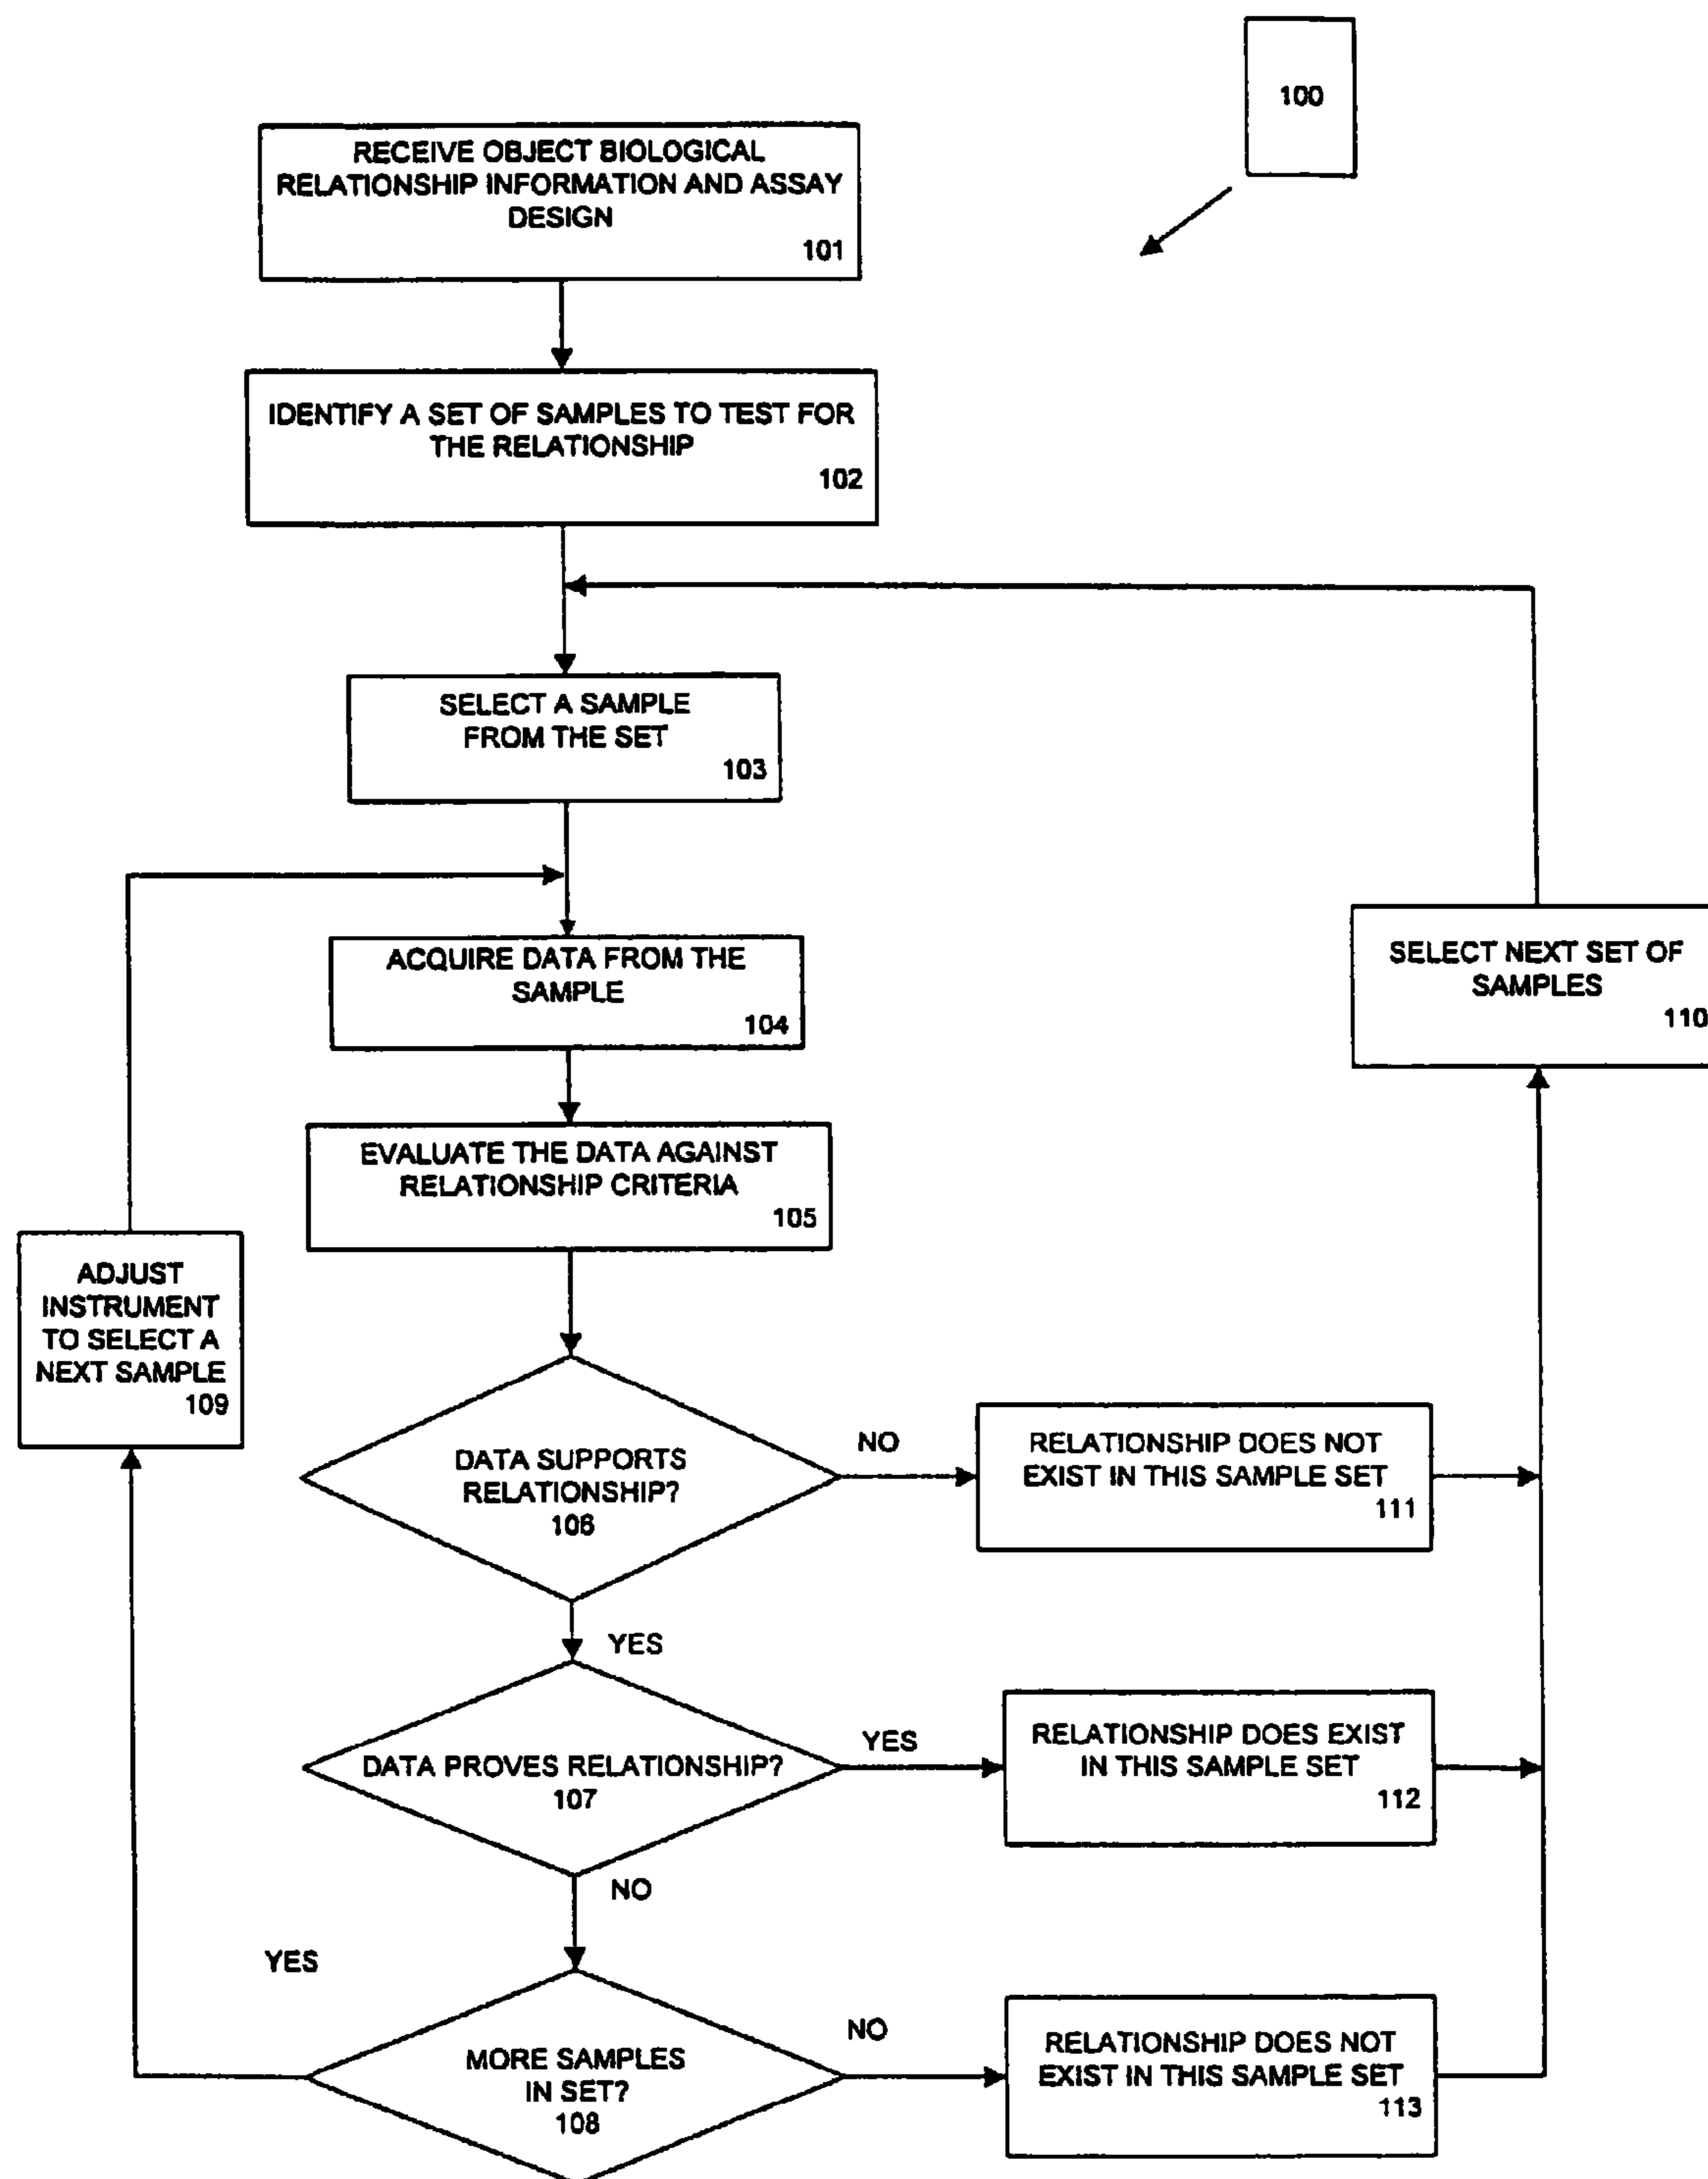 100
RECEIVE OBJECT BIOLOGICAL
RELATIONSHIP INFORMATION AND ASSAY
DESIGN
101
IDENTIFY A SET OF SAMPLES TO TEST FOR
THE RELATIONSHIP
102
SELECT A SAMPLE
FROM THE SET
103
ACQUIRE DATA FROM THE
SAMPLE
104
SELECT NEXT SET OF
SAMPLES
110
EVALUATE THE DATA AGAINST
RELATIONSHIP CRITERIA
105
ADJUST
INSTRUMENT
TO SELECT A
NEXT SAMPLE
109
DATA SUPPORTS
RELATIONSHIP?
106
NO
RELATIONSHIP DOES NOT
EXIST IN THIS SAMPLE SET
111
YES
DATA PROVES RELATIONSHIP?
107
YES
RELATIONSHIP DOES EXIST
IN THIS SAMPLE SET
112
NO
YES
MORE SAMPLES
IN SET?
108
NO
RELATIONSHIP DOES NOT
EXIST IN THIS SAMPLE SET
113